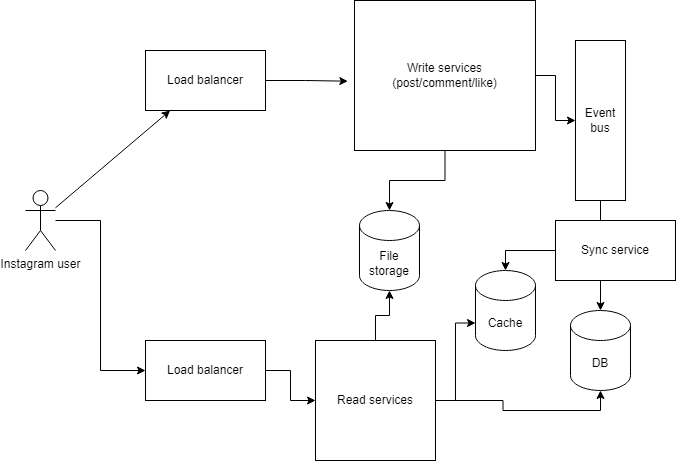 Write services
(post/comment/like)
Load balancer
Event
bus
Instagram user
File
storage
Sync service
Cache
DB
Load balancer
Read services